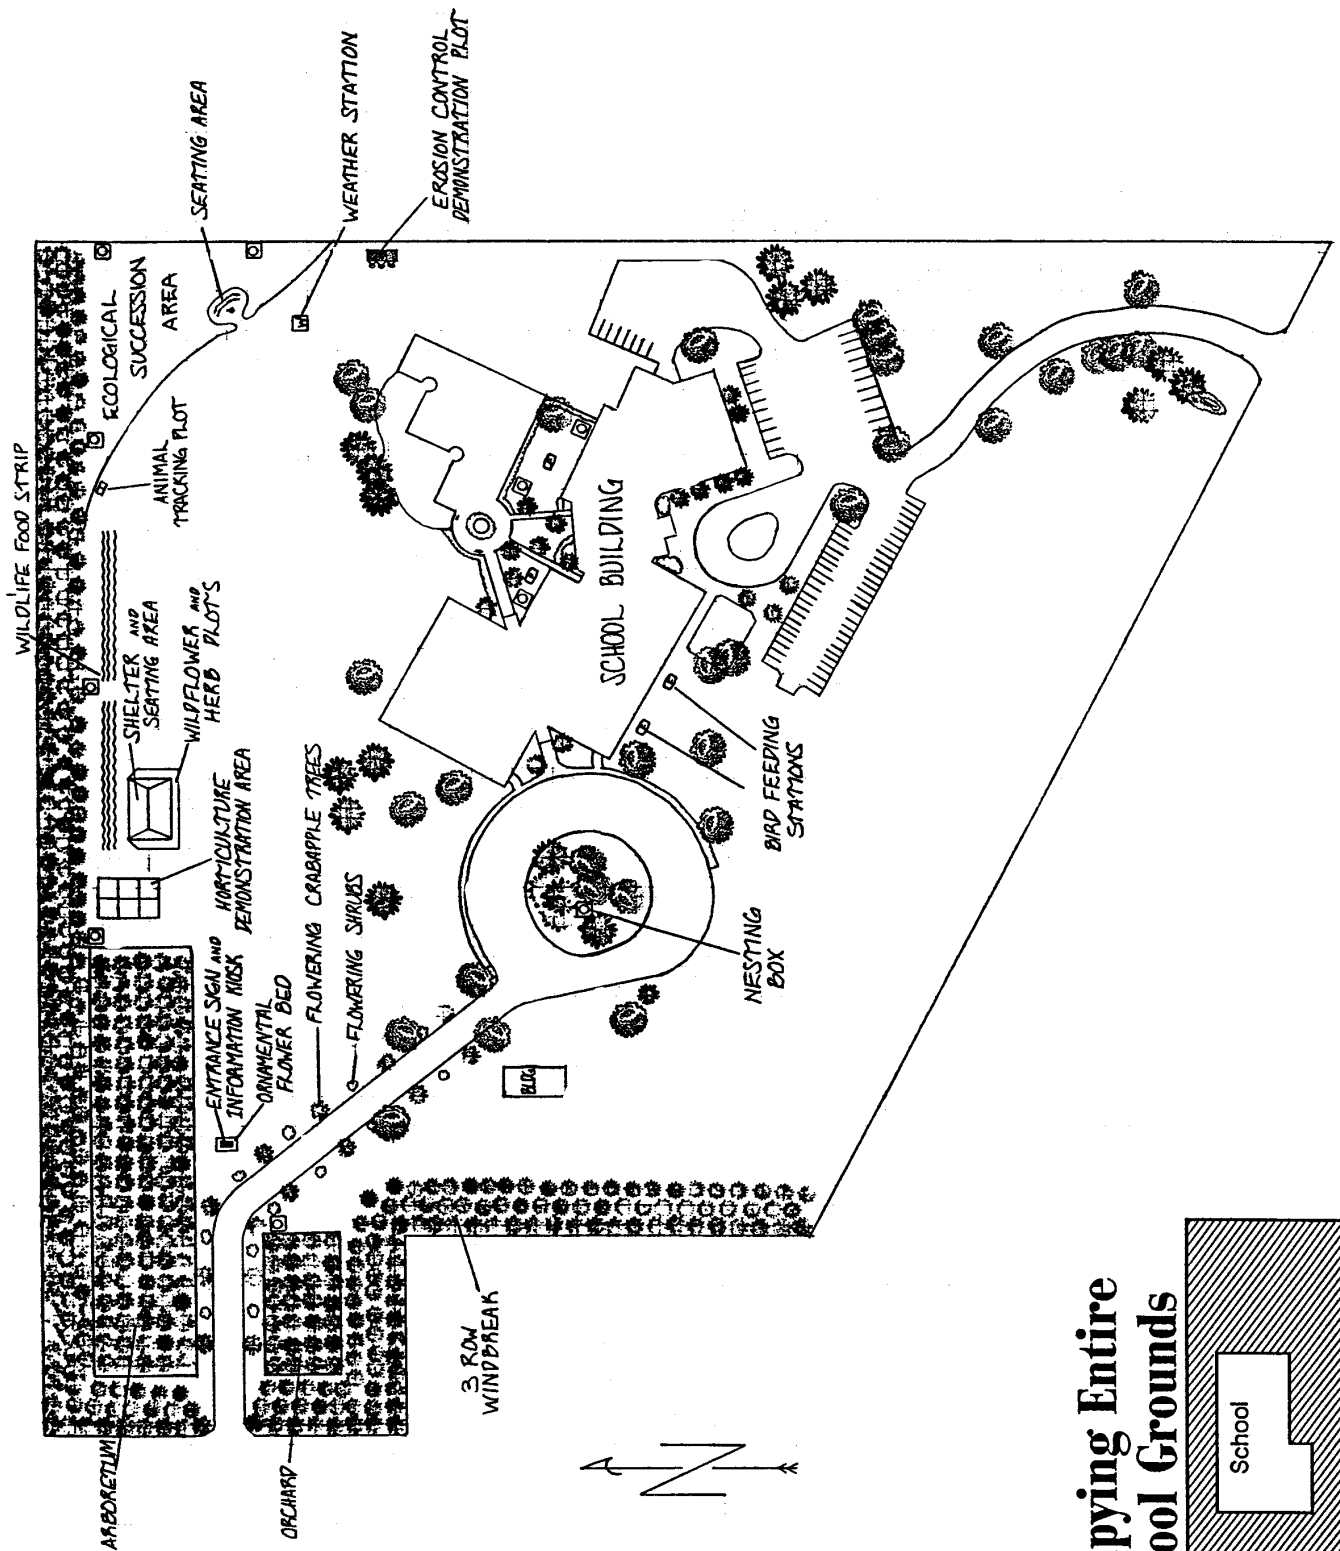 WILDLIFE FOOD STRIP
ECOLOGICAL
SUCCESSION
AREA
SEATING AREA
WEATHER STATION
EROSION CONTROL
DEMONSTRATION PLOT
ANIMAL
TRACKING PLOT
SHELTER AND
SEATING AREA
WILDFLOWER AND
HERB PLOTS
HORTICULTURE
DEMONSTRATION AREA
ENTRANCE SIGN AND
INFORMATION KIOSK
ORNAMENTAL
FLOWER BED
FLOWERING CRABAPPLE TREES
FLOWERING SHRUBS
ARBORETUM
ORCHARD
3 ROW
WINDBREAK
BLDG
NESTING
BOX
BIRD FEEDING
STATIONS
SCHOOL BUILDING
W
N
pying Entire
ool Grounds
School